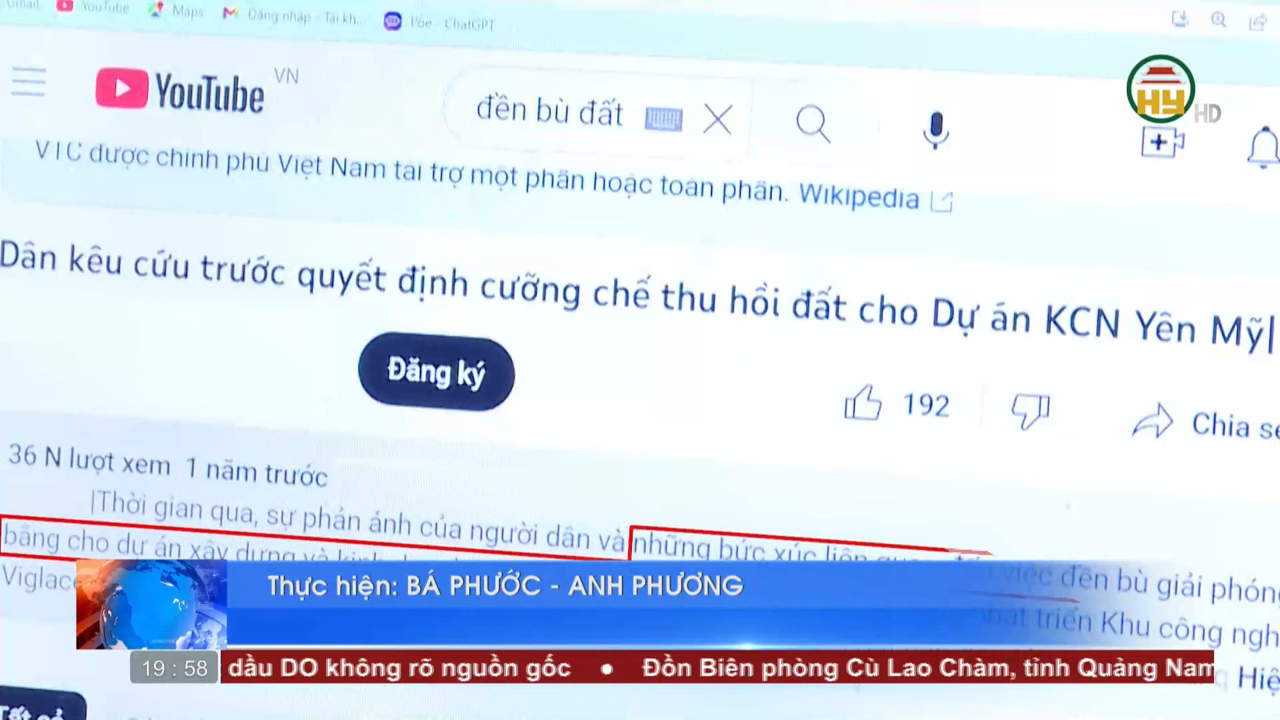 YouTube
Maps
Đăng nhập - Tài kh...
Poe - ChatGPT
YouTube VN
đền bù đất
HY HD
VTC được chính phủ Việt Nam tài trợ một phần hoặc toàn phần. Wikipedia
Dân kêu cứu trước quyết định cưỡng chế thu hồi đất cho Dự án KCN Yên Mỹ|
Đăng ký
192
Chia sẻ
36 N lượt xem 1 năm trước
|Thời gian qua, sự phản ánh của người dân và những bức xúc liên việc đền bù giải phóng
bằng cho dự án xây dựng và triển Khu công ngh
Viglace
Thực hiện: BÁ PHƯỚC - ANH PHƯƠNG
19 : 58 dầu DO không rõ nguồn gốc • Đồn Biên phòng Cù Lao Chàm, tỉnh Quảng Nam
Hiệ
Tất cả